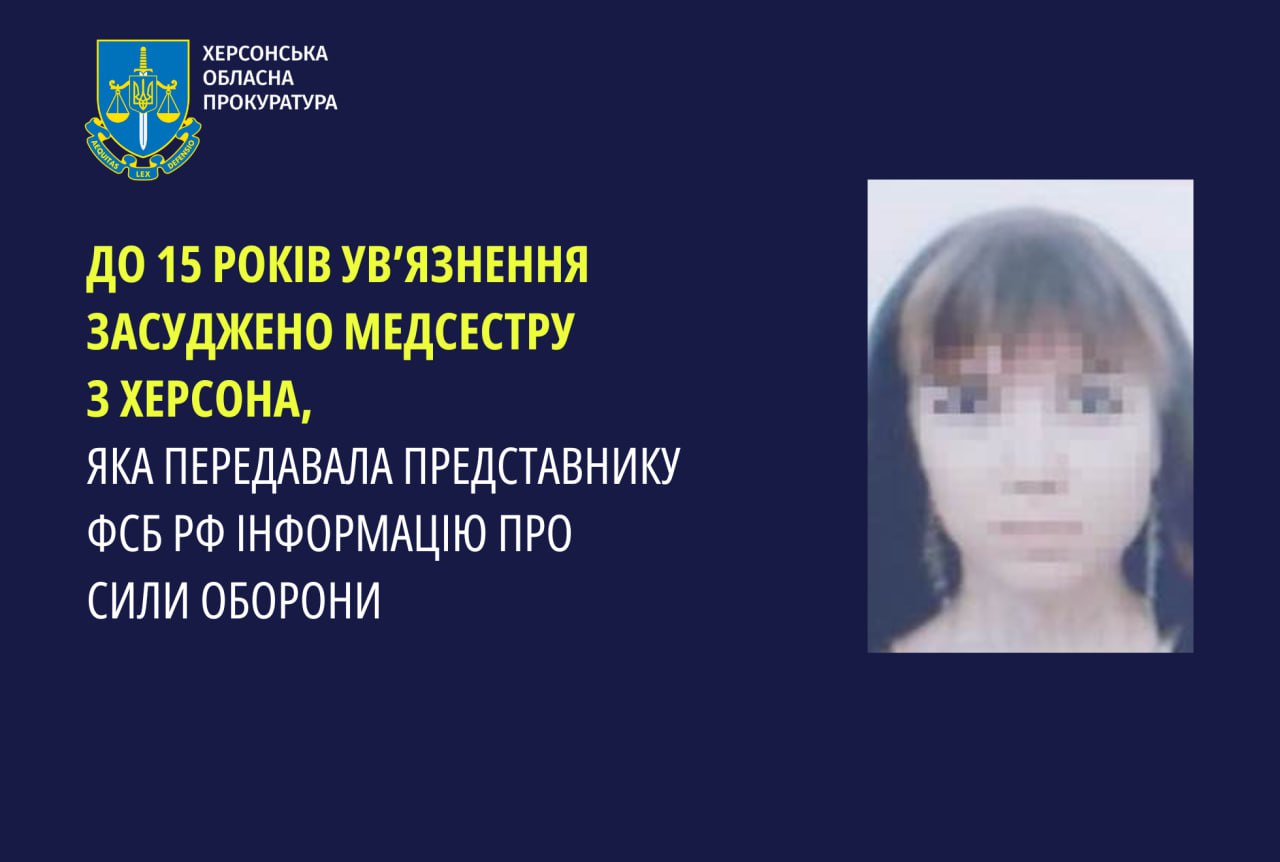 ХЕРСОНСЬКА
ОБЛАСНА
ПРОКУРАТУРА
AEQUITAS LEX DEFENSIO
ДО 15 РОКІВ УВ’ЯЗНЕННЯ
ЗАСУДЖЕНО МЕДСЕСТРУ
З ХЕРСОНА,
ЯКА ПЕРЕДАВАЛА ПРЕДСТАВНИКУ
ФСБ РФ ІНФОРМАЦІЮ ПРО
СИЛИ ОБОРОНИ